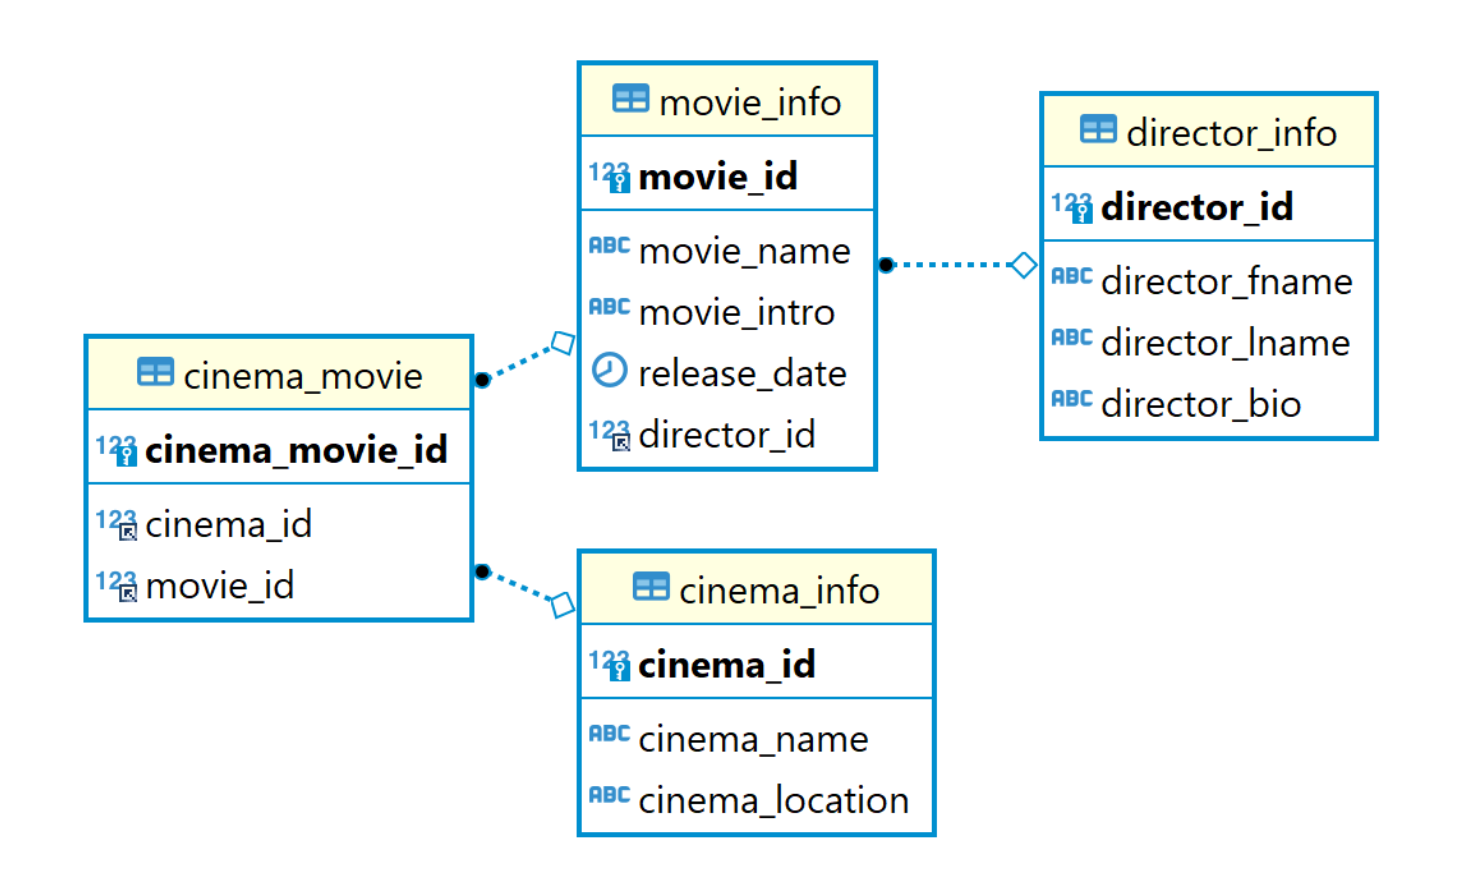 movie_info
123 movie_id
ABC movie_name
ABC movie_intro
release_date
123 director_id
director_info
123 director_id
ABC director_fname
ABC director_lname
ABC director_bio
cinema_movie
123 cinema_movie_id
123 cinema_id
123 movie_id
cinema_info
123 cinema_id
ABC cinema_name
ABC cinema_location